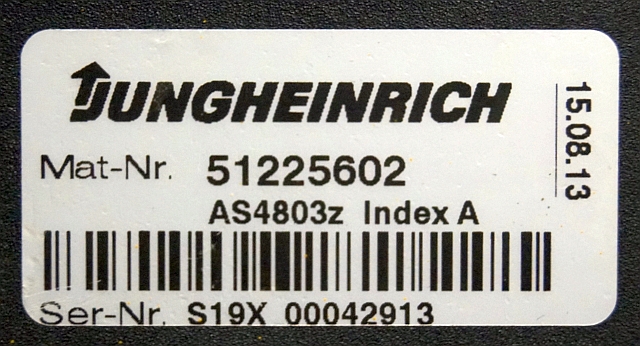 JUNGHEINRICH
Mat-Nr. 51225602
AS4803z Index A
Ser-Nr. S19X 00042913
15.08.13